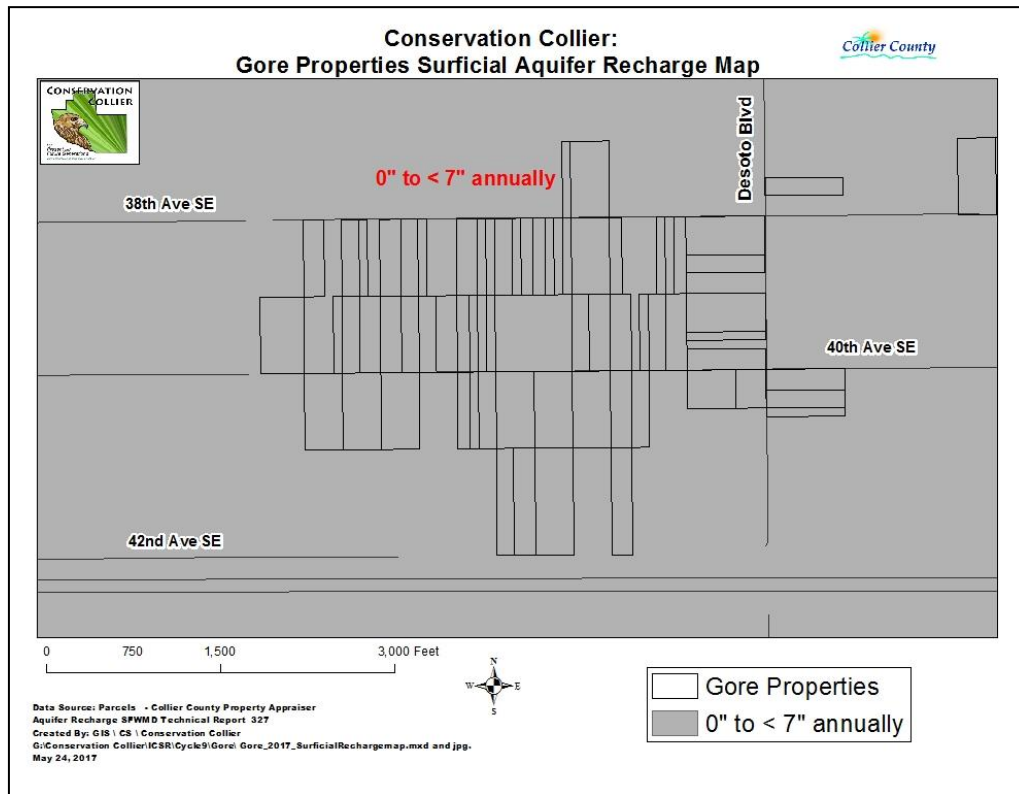 Conservation Collier:
Gore Properties Surficial Aquifer Recharge Map
Collier County
CONSERVATION
COLLIER
Desoto Blvd
0" to < 7" annually
38th Ave SE
40th Ave SE
42nd Ave SE
0 750 1,500 3,000 Feet
N
W E
S
Gore Properties
0" to < 7" annually
Data Source: Parcels - Collier County Property Appraiser
Aquifer Recharge SFWMD Technical Report 327
Created By: GIS \ CS \ Conservation Collier
G:\Conservation Collier\ICSR\Cycle9\Gore\ Gore_2017_SurficialRechargemap.mxd and jpg.
May 24, 2017